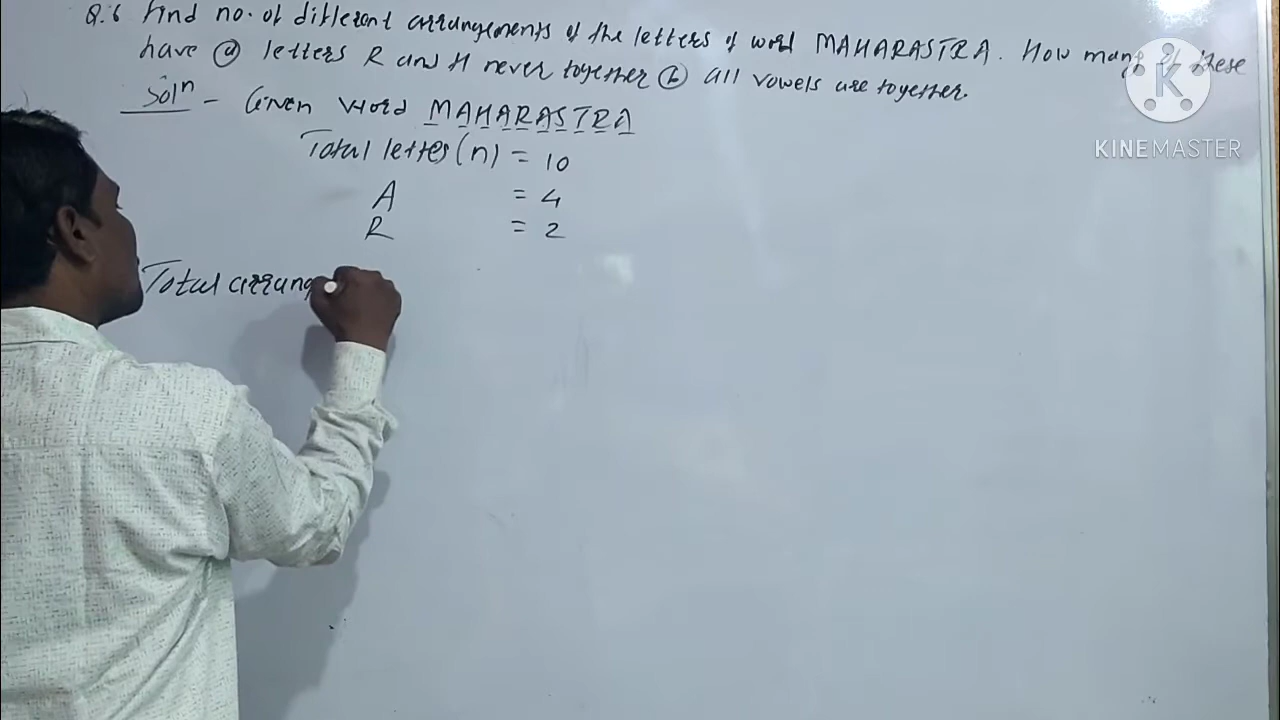 Q.6 Find no. of different arrangements of the letters of word MAHARASTRA. How many of these
have ⓐ letters R and H never together ⓑ all vowels are together.
Solⁿ - Given word MAHARASTRA
Total letters (n) = 10
A = 4
R = 2
Total arrang
K
KINEMASTER